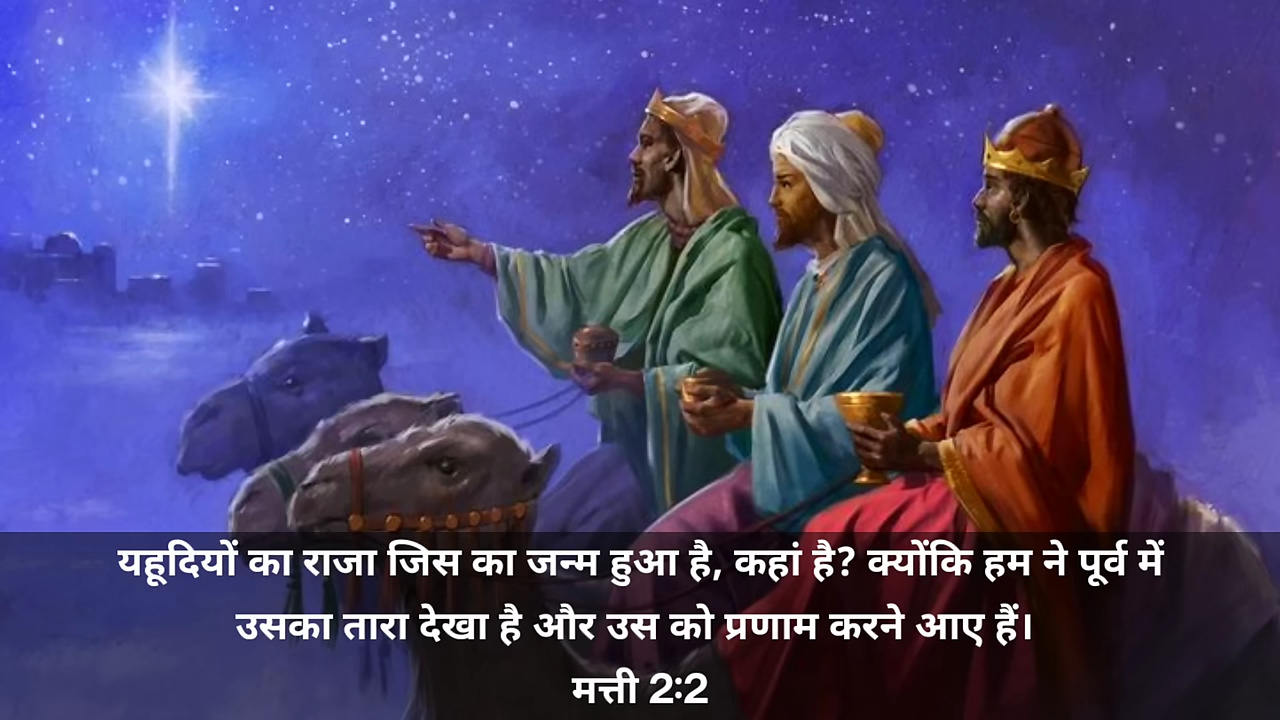 यहूदियों का राजा जिस का जन्म हुआ है, कहां है? क्योंकि हम ने पूर्व में
उसका तारा देखा है और उस को प्रणाम करने आए हैं।
मत्ती 2:2